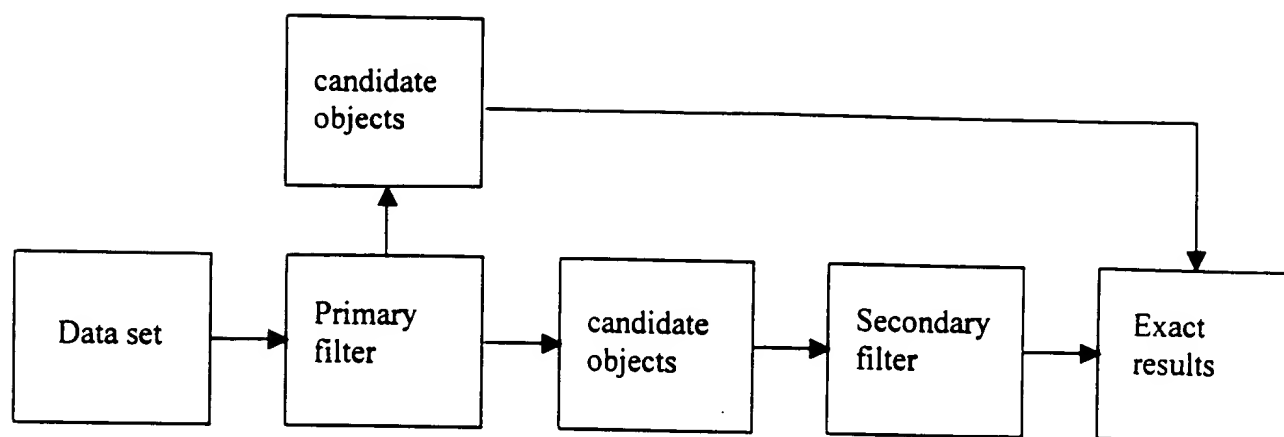 candidate
objects
Data set
Primary
filter
candidate
objects
Secondary
filter
Exact
results